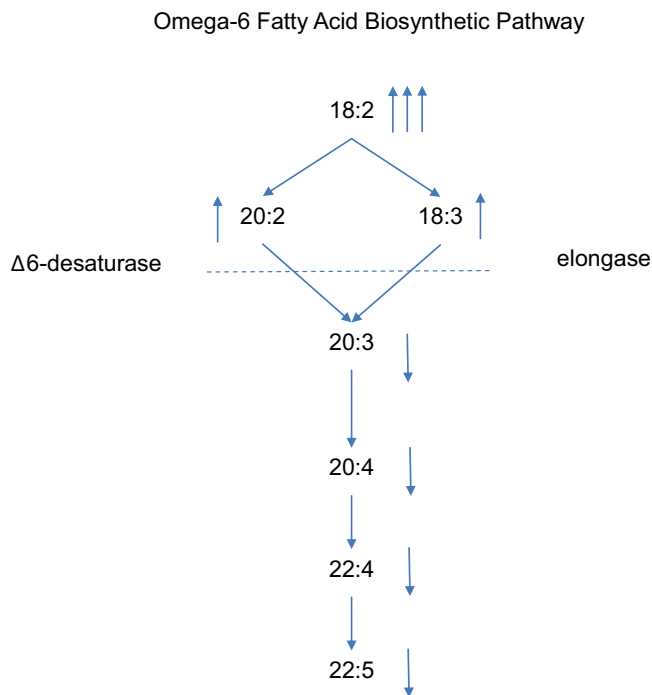 Omega-6 Fatty Acid Biosynthetic Pathway
18:2
20:2
18:3
Δ6-desaturase
elongase
20:3
20:4
22:4
22:5